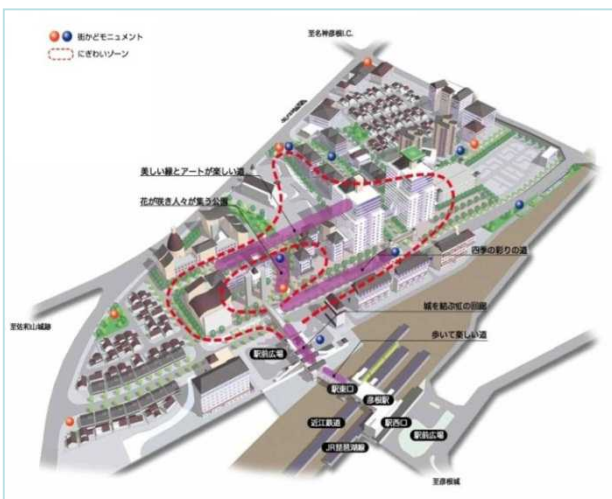 街かどモニュメント
にぎわいゾーン
至名神彦根I.C.
美しい緑とアートが楽しい道
花が咲き人々が集う公園
四季の彩りの道
城を結ぶ虹の回廊
至佐和山城跡
歩いて楽しい道
駅前広場
駅東口
彦根駅
近江鉄道
駅西口
駅前広場
JR琵琶湖線
至彦根城